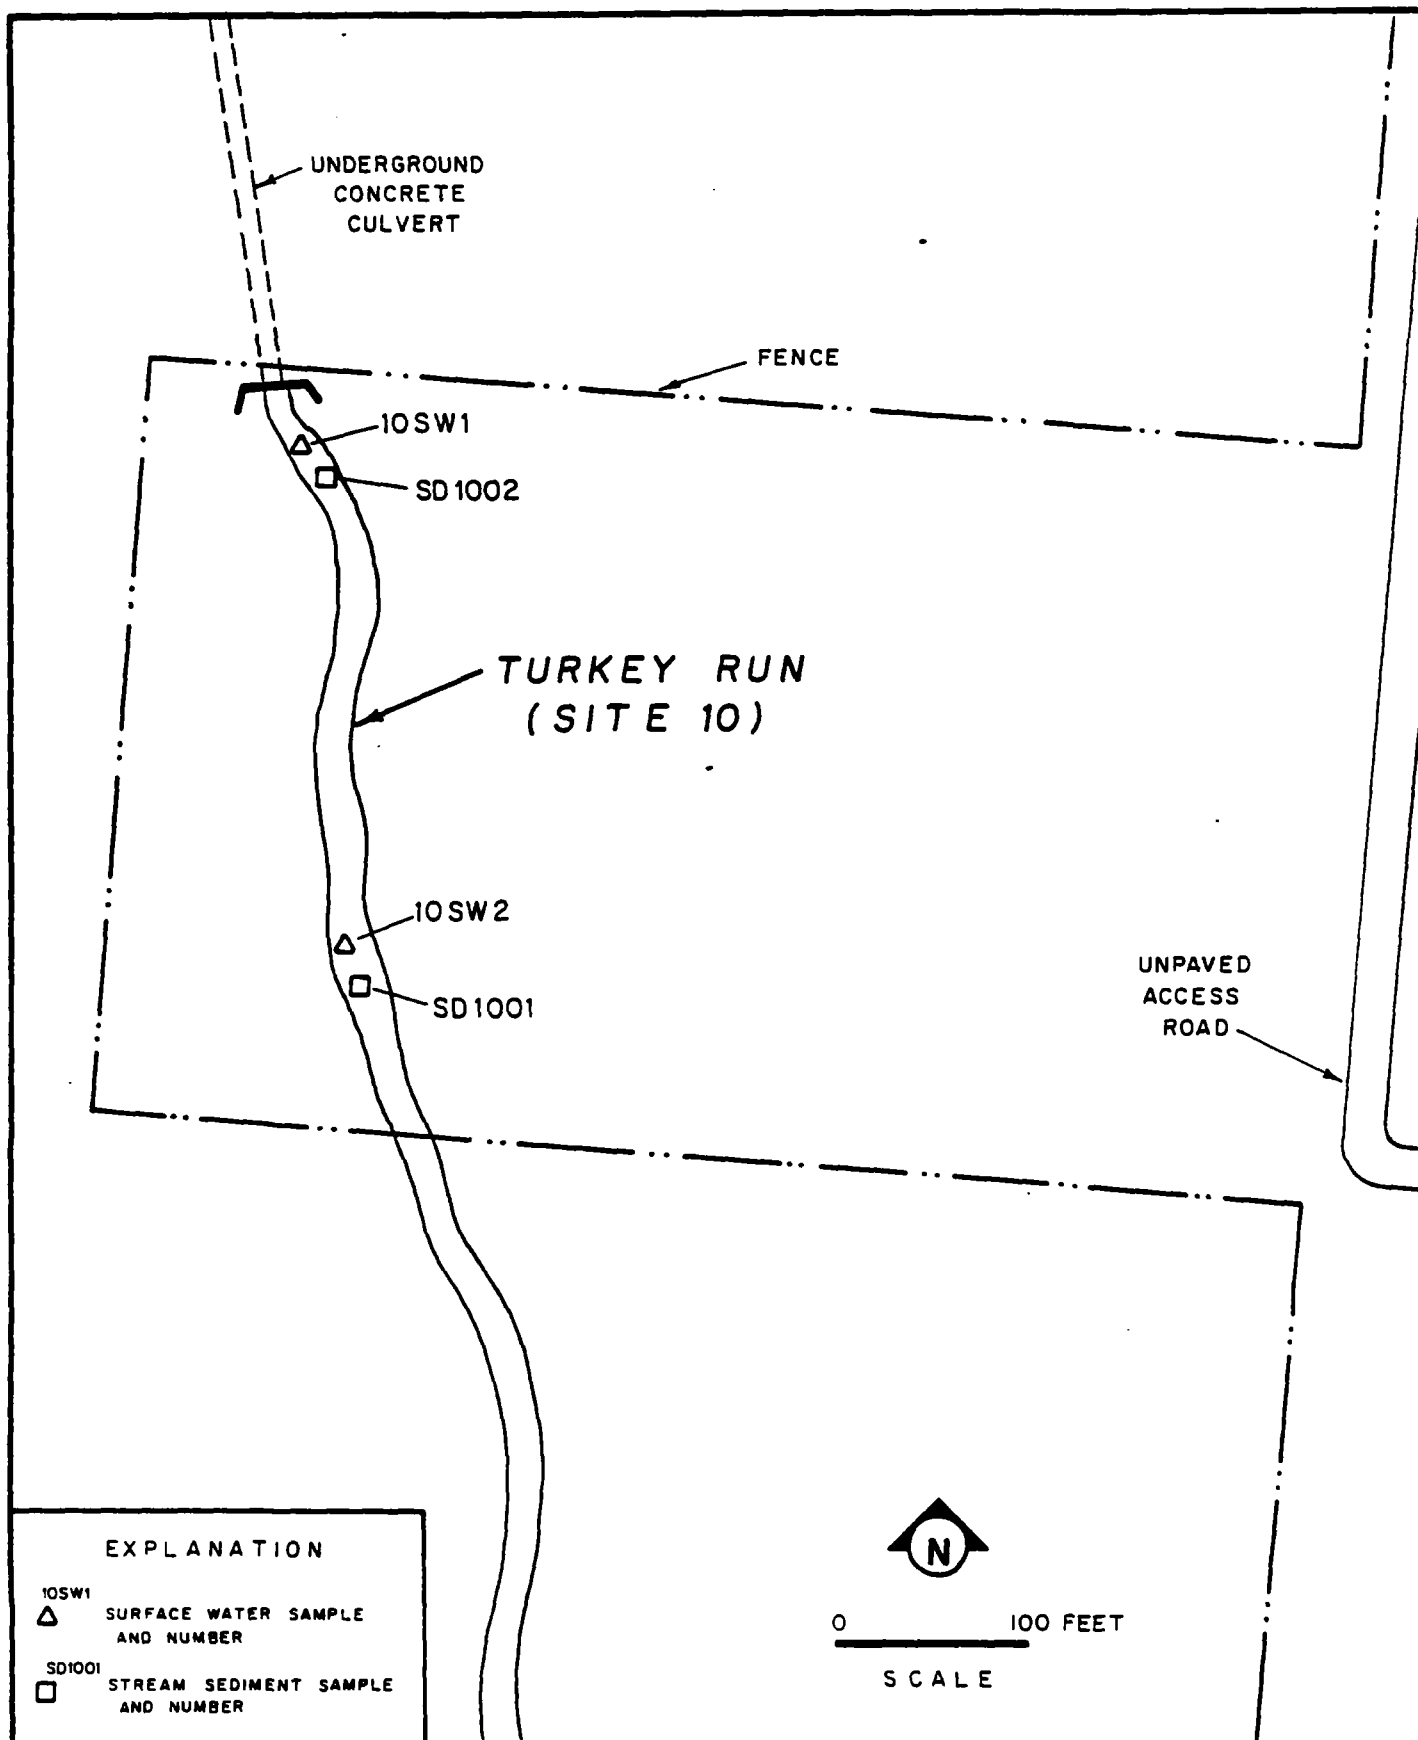 UNDERGROUND
CONCRETE
CULVERT
FENCE
10SW1
SD1002
TURKEY RUN
(SITE 10)
10SW2
SD1001
UNPAVED
ACCESS
ROAD
EXPLANATION
10SW1
SURFACE WATER SAMPLE
AND NUMBER
SD1001
STREAM SEDIMENT SAMPLE
AND NUMBER
N
0 100 FEET
SCALE